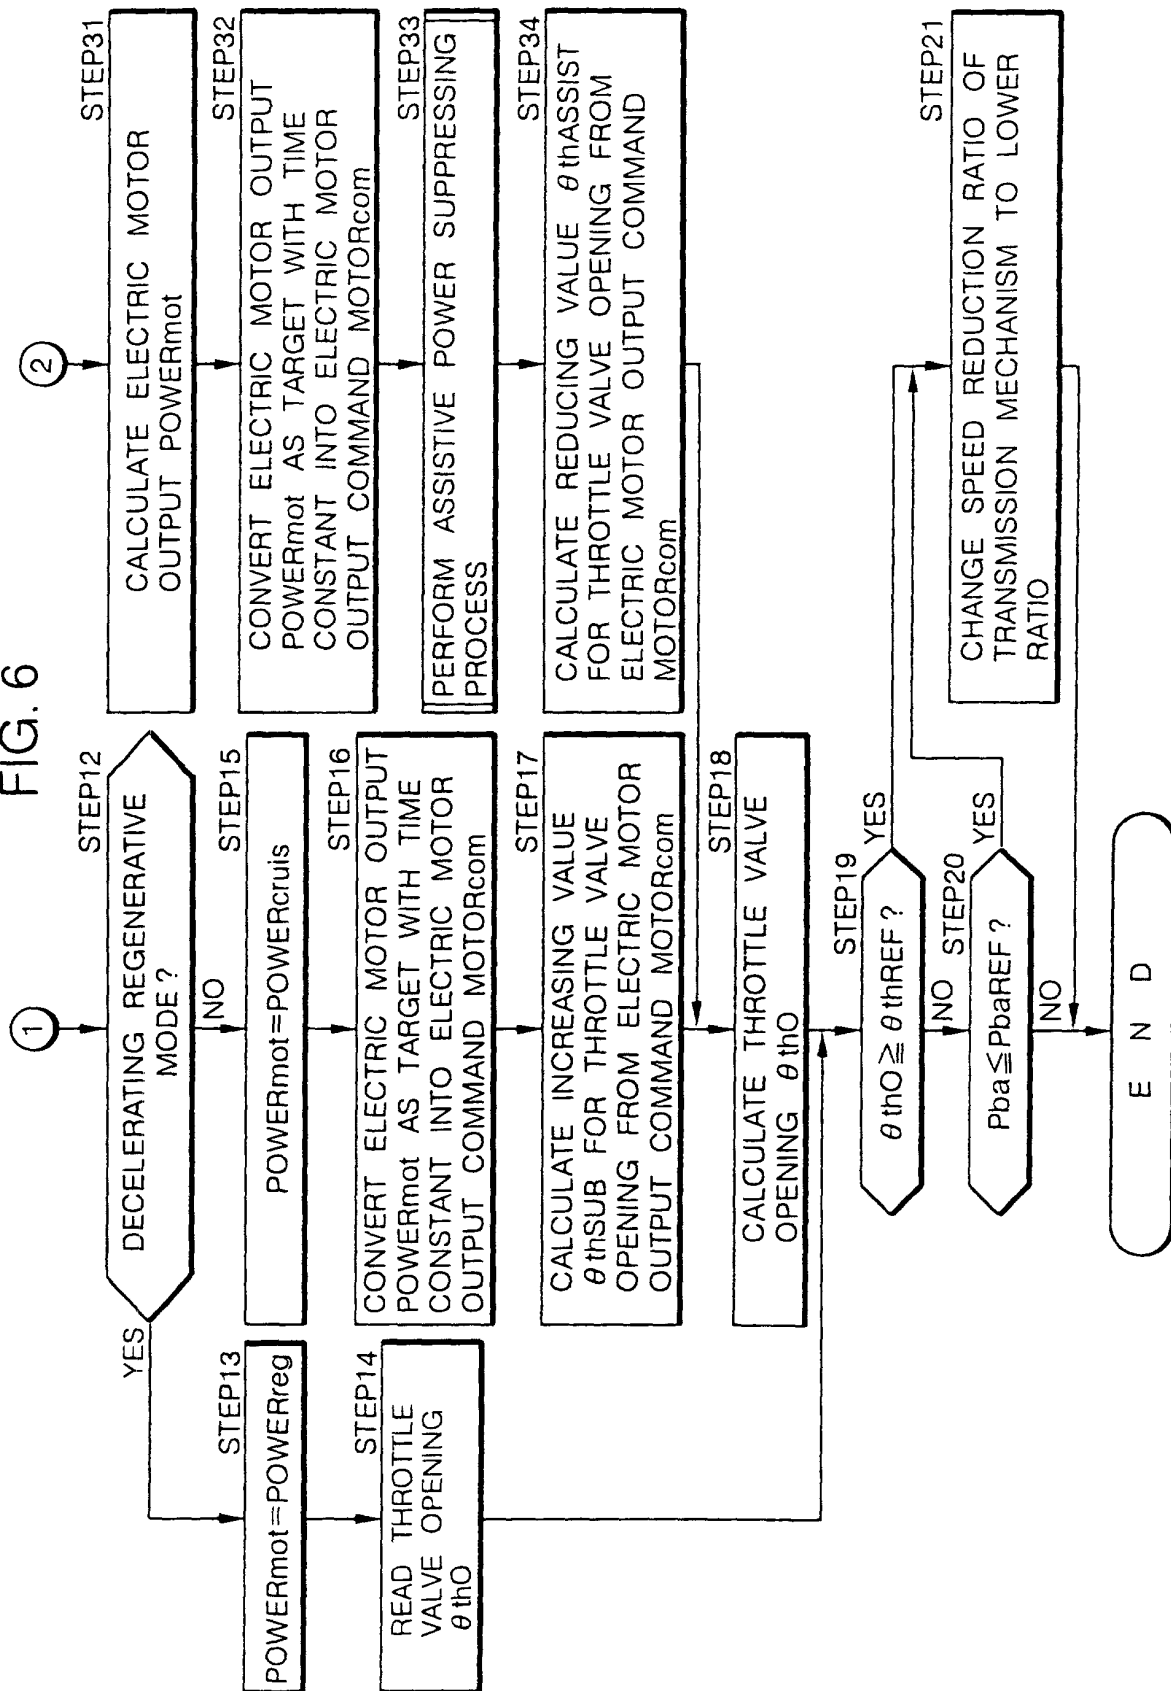 FIG. 6
1
STEP12
DECELERATING REGENERATIVE
MODE?
YES
NO
STEP13
POWERmot=POWERreg
STEP14
READ THROTTLE
VALVE OPENING
θthO
STEP15
POWERmot=POWERcruis
STEP16
CONVERT ELECTRIC MOTOR OUTPUT
POWERmot AS TARGET WITH TIME
CONSTANT INTO ELECTRIC MOTOR
OUTPUT COMMAND MOTORcom
STEP17
CALCULATE INCREASING VALUE
θthSUB FOR THROTTLE VALVE
OPENING FROM ELECTRIC MOTOR
OUTPUT COMMAND MOTORcom
STEP18
CALCULATE THROTTLE VALVE
OPENING θthO
STEP19
θthO≧θthREF?
YES
NO
STEP20
Pba≦PbaREF?
YES
NO
END
2
STEP31
CALCULATE ELECTRIC MOTOR
OUTPUT POWERmot
STEP32
CONVERT ELECTRIC MOTOR OUTPUT
POWERmot AS TARGET WITH TIME
CONSTANT INTO ELECTRIC MOTOR
OUTPUT COMMAND MOTORcom
STEP33
PERFORM ASSISTIVE POWER SUPPRESSING
PROCESS
STEP34
CALCULATE REDUCING VALUE θthASSIST
FOR THROTTLE VALVE OPENING FROM
ELECTRIC MOTOR OUTPUT COMMAND
MOTORcom
STEP21
CHANGE SPEED REDUCTION RATIO OF
TRANSMISSION MECHANISM TO LOWER
RATIO